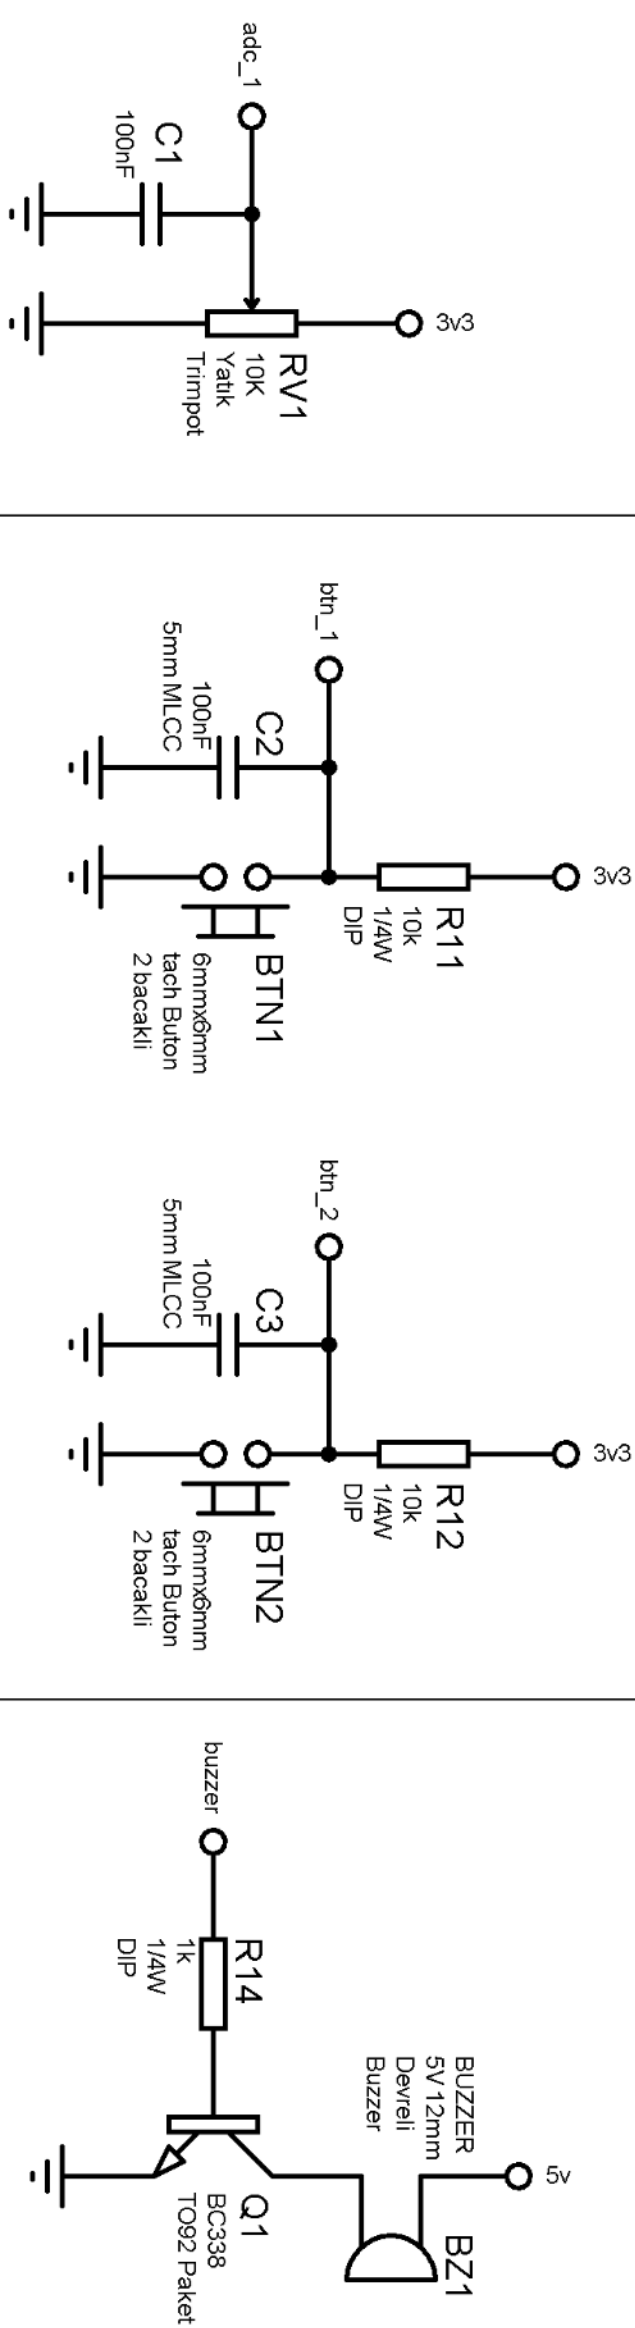 adc_1
C1
100nF
3v3
RV1
10K
Yatık
Trimpot
btn_1
C2
100nF
5mm MLCC
3v3
R11
10k
1/4W
DIP
BTN1
6mmx6mm
tach Buton
2 bacakli
btn_2
C3
100nF
5mm MLCC
3v3
R12
10k
1/4W
DIP
BTN2
6mmx6mm
tach Buton
2 bacakli
buzzer
R14
1k
1/4W
DIP
BUZZER
5V 12mm
Devreli
Buzzer
5v
BZ1
Q1
BC338
TO92 Paket